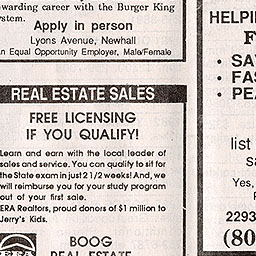 warding career with the Burger King
stem.
Apply in person
Lyons Avenue, Newhall
n Equal Opportunity Employer, Male/Female
REAL ESTATE SALES
FREE LICENSING
IF YOU QUALIFY!
Learn and earn with the local leader of
sales and service. You can qualify to sit for
the State exam in just 2 1/2 weeks! And, we
will reimburse you for your study program
out of your first sale.
ERA Realtors, proud donors of $1 million to
Jerry's Kids.
ERA
BOOG
REAL ESTATE
HELPI
F
• SAV
• FAS
• PEA
list
sa
Yes,
2293
(80